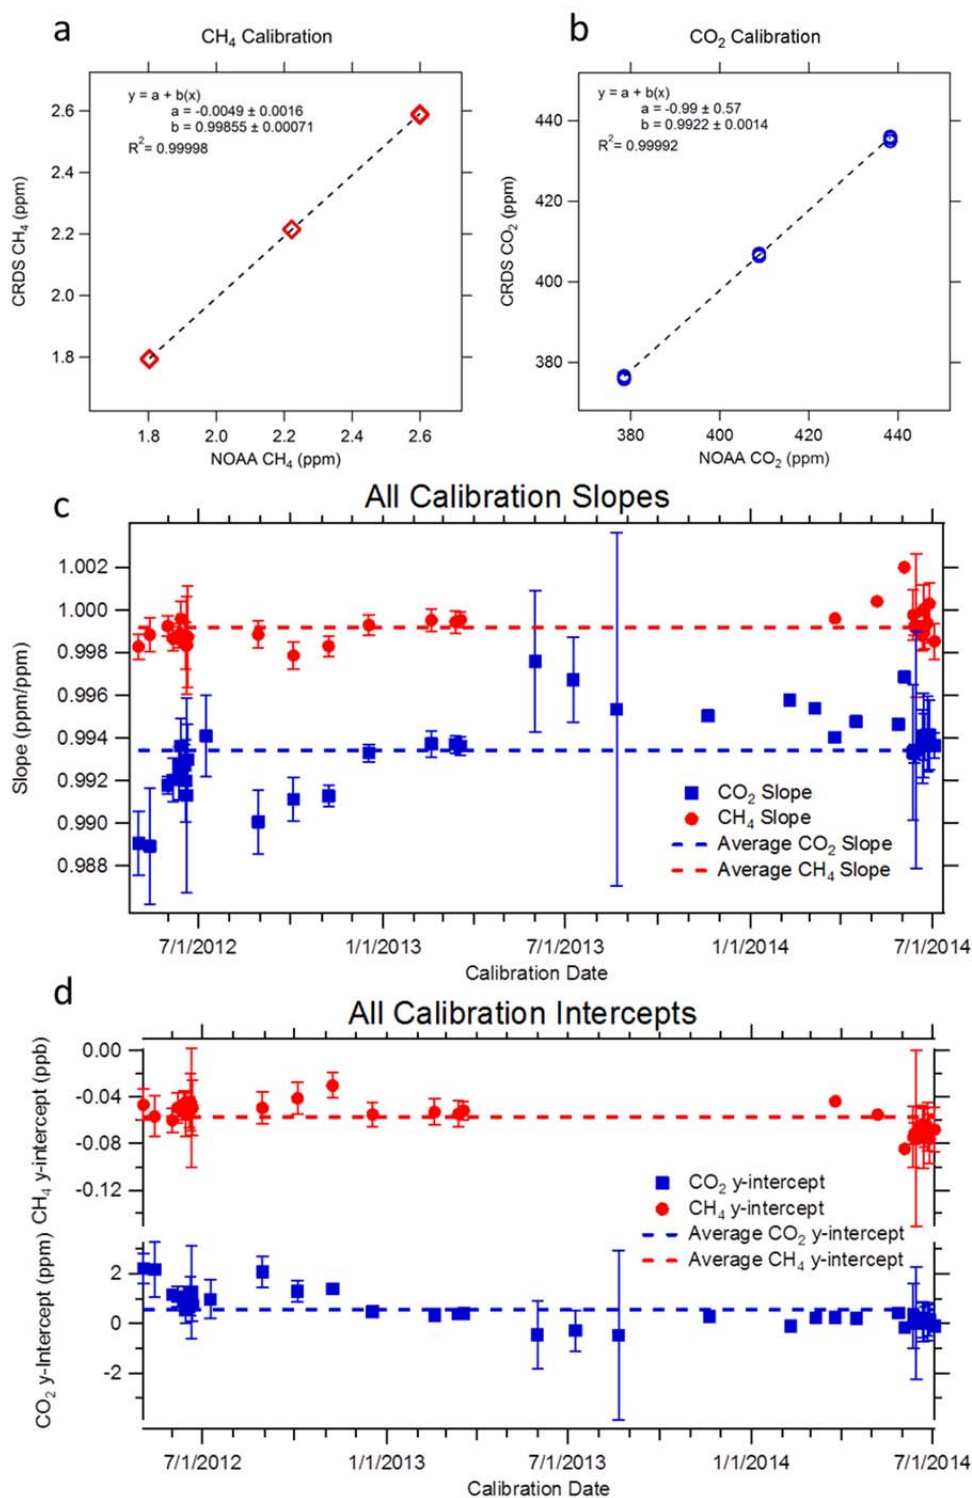 a
CH4 Calibration
y = a + b(x)
a = -0.0049 ± 0.0016
b = 0.99855 ± 0.00071
R2= 0.99998
2.6
2.4
2.2
2.0
1.8
CRDS CH4 (ppm)
1.8 2.0 2.2 2.4 2.6
NOAA CH4 (ppm)
b
CO2 Calibration
y = a + b(x)
a = -0.99 ± 0.57
b = 0.9922 ± 0.0014
R2= 0.99992
440
420
400
380
CRDS CO2 (ppm)
380 400 420 440
NOAA CO2 (ppm)
c
All Calibration Slopes
1.002
1.000
0.998
0.996
0.994
0.992
0.990
0.988
Slope (ppm/ppm)
CO2 Slope
CH4 Slope
Average CO2 Slope
Average CH4 Slope
7/1/2012 1/1/2013 7/1/2013 1/1/2014 7/1/2014
Calibration Date
d
All Calibration Intercepts
0.00
-0.04
-0.08
-0.12
CH4 y-intercept (ppb)
2
0
-2
CO2 y-Intercept (ppm)
CO2 y-intercept
CH4 y-intercept
Average CO2 y-intercept
Average CH4 y-intercept
7/1/2012 1/1/2013 7/1/2013 1/1/2014 7/1/2014
Calibration Date